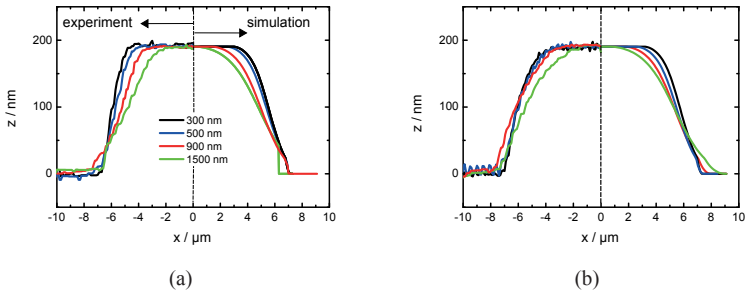 experiment
simulation
200
100
0
z / nm
300 nm
500 nm
900 nm
1500 nm
-10 -8 -6 -4 -2 0 2 4 6 8 10
x / µm
(a)
200
100
0
z / nm
-10 -8 -6 -4 -2 0 2 4 6 8 10
x / µm
(b)